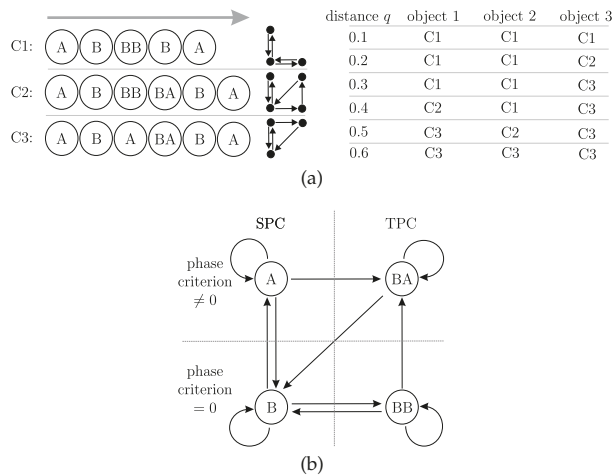 C1: A B BB B A
C2: A B BB BA B A
C3: A B A BA B A
distance q object 1 object 2 object 3
0.1 C1 C1 C1
0.2 C1 C1 C2
0.3 C1 C1 C3
0.4 C2 C1 C3
0.5 C3 C2 C3
0.6 C3 C3 C3
(a)
SPC TPC
phase
criterion
≠ 0
A BA
phase
criterion
= 0
B BB
(b)